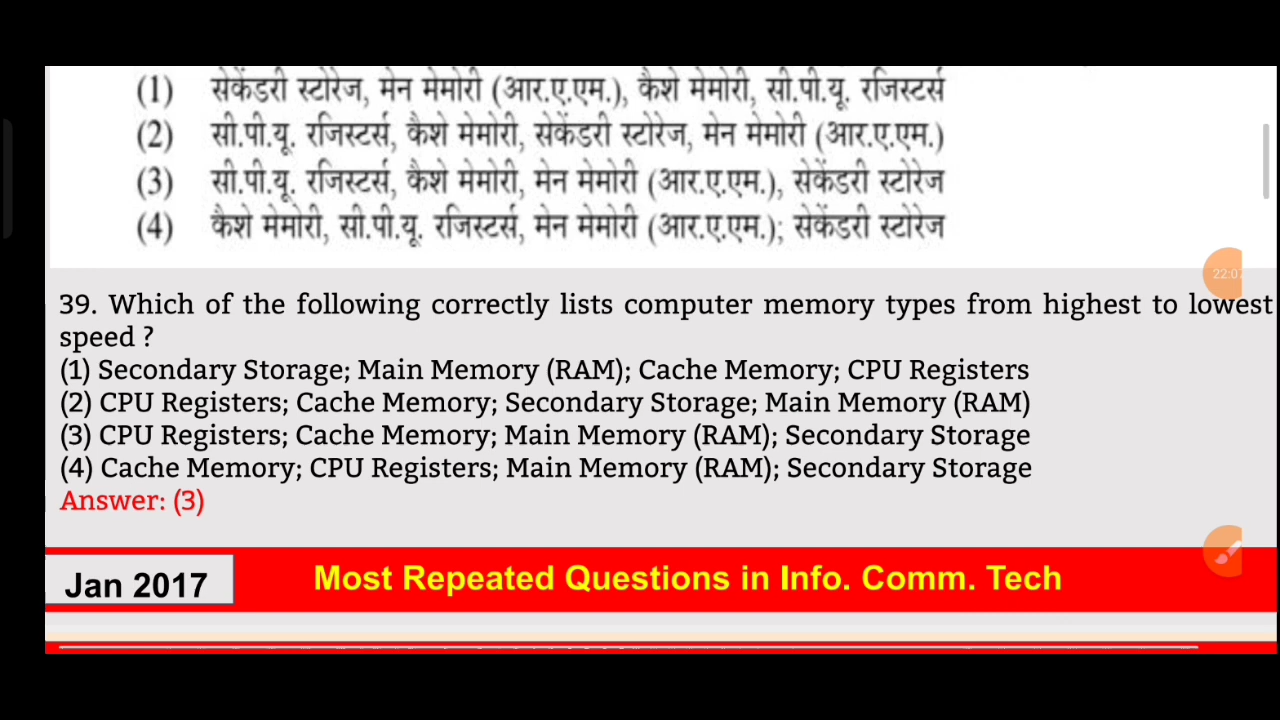 (1) सेकेंडरी स्टोरेज, मेन मेमोरी (आर.ए.एम.), कैशे मेमोरी, सी.पी.यू. रजिस्टर्स
(2) सी.पी.यू. रजिस्टर्स, कैशे मेमोरी, सेकेंडरी स्टोरेज, मेन मेमोरी (आर.ए.एम.)
(3) सी.पी.यू. रजिस्टर्स, कैशे मेमोरी, मेन मेमोरी (आर.ए.एम.), सेकेंडरी स्टोरेज
(4) कैशे मेमोरी, सी.पी.यू. रजिस्टर्स, मेन मेमोरी (आर.ए.एम.); सेकेंडरी स्टोरेज
39. Which of the following correctly lists computer memory types from highest to lowest
speed ?
(1) Secondary Storage; Main Memory (RAM); Cache Memory; CPU Registers
(2) CPU Registers; Cache Memory; Secondary Storage; Main Memory (RAM)
(3) CPU Registers; Cache Memory; Main Memory (RAM); Secondary Storage
(4) Cache Memory; CPU Registers; Main Memory (RAM); Secondary Storage
Answer: (3)
Jan 2017
Most Repeated Questions in Info. Comm. Tech